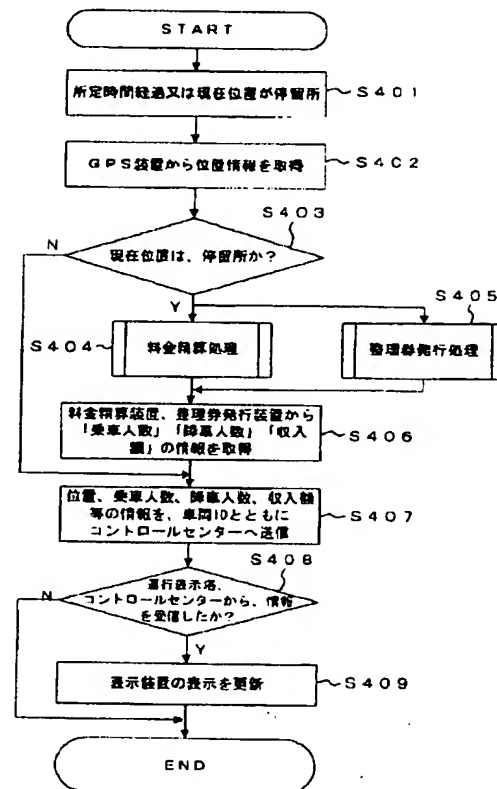 START
所定時間経過又は現在位置が停留所
S401
GPS装置から位置情報を取得
S402
S403
現在位置は、停留所か?
N
Y
S404
料金精算処理
S405
整理券発行処理
料金精算装置、整理券発行装置から
「乗車人数」「降車人数」「収入
額」の情報を取得
S406
位置、乗車人数、降車人数、収入額
等の情報を、車両IDとともに
コントロールセンターへ送信
S407
S408
運行表示塔、
コントロールセンターから、情報
を受信したか?
N
Y
表示装置の表示を更新
S409
END